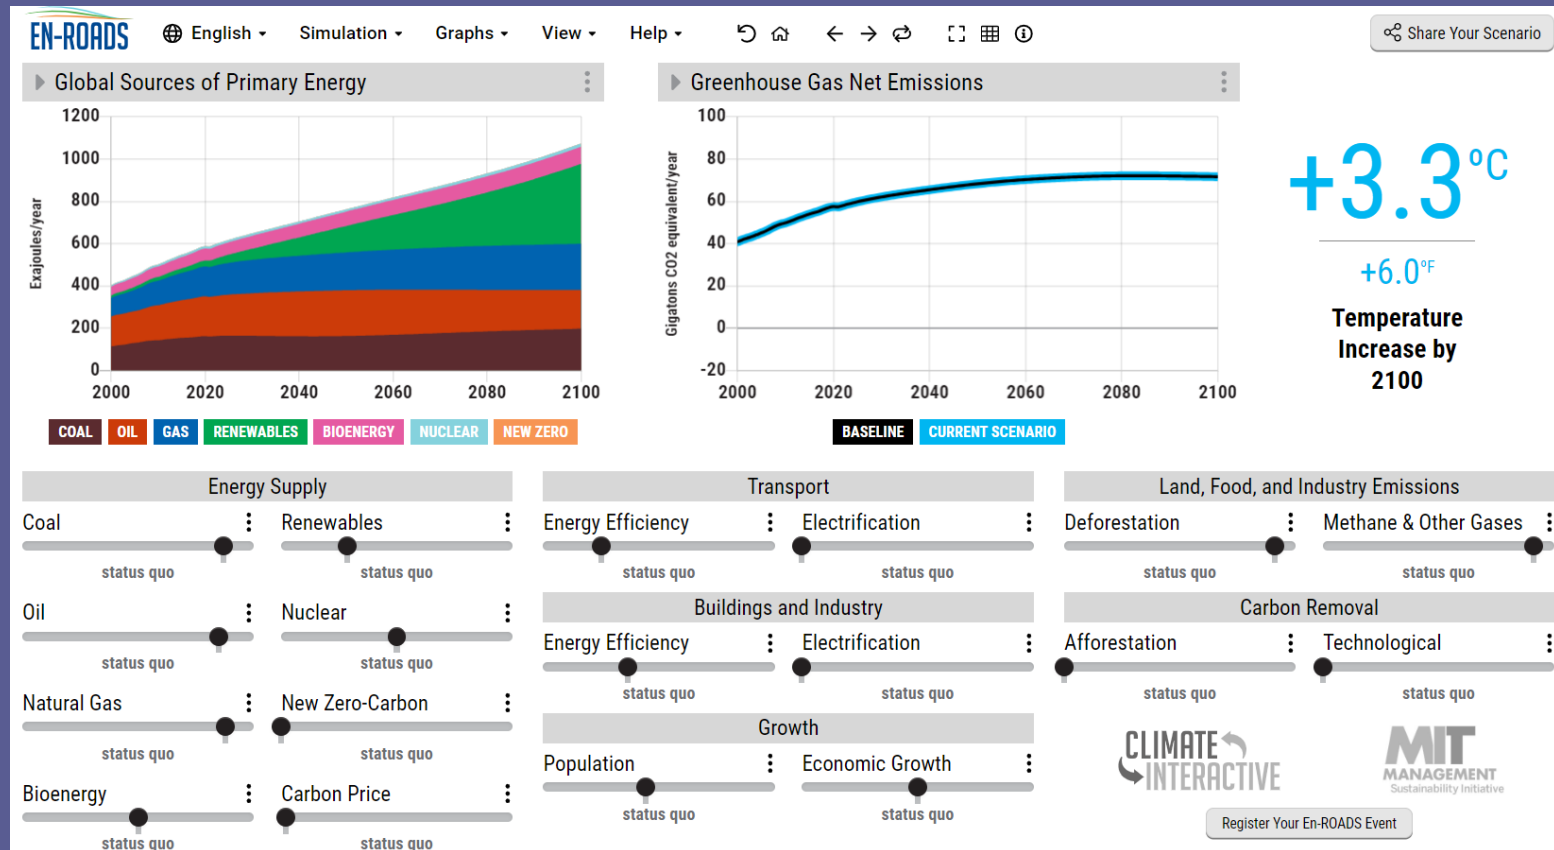 EN-ROADS English Simulation Graphs View Help Share Your Scenario
Global Sources of Primary Energy
Exajoules/year
1200
1000
800
600
400
200
0
2000 2020 2040 2060 2080 2100
COAL OIL GAS RENEWABLES BIOENERGY NUCLEAR NEW ZERO
Greenhouse Gas Net Emissions
Gigatons CO2 equivalent/year
100
80
60
40
20
0
-20
2000 2020 2040 2060 2080 2100
BASELINE CURRENT SCENARIO
+3.3°C
+6.0°F
Temperature
Increase by
2100
Energy Supply
Coal Renewables
status quo status quo
Oil Nuclear
status quo status quo
Natural Gas New Zero-Carbon
status quo status quo
Bioenergy Carbon Price
status quo status quo
Transport
Energy Efficiency Electrification
status quo status quo
Buildings and Industry
Energy Efficiency Electrification
status quo status quo
Growth
Population Economic Growth
status quo status quo
Land, Food, and Industry Emissions
Deforestation Methane & Other Gases
status quo status quo
Carbon Removal
Afforestation Technological
status quo status quo
CLIMATE
INTERACTIVE
MIT
MANAGEMENT
Sustainability Initiative
Register Your En-ROADS Event